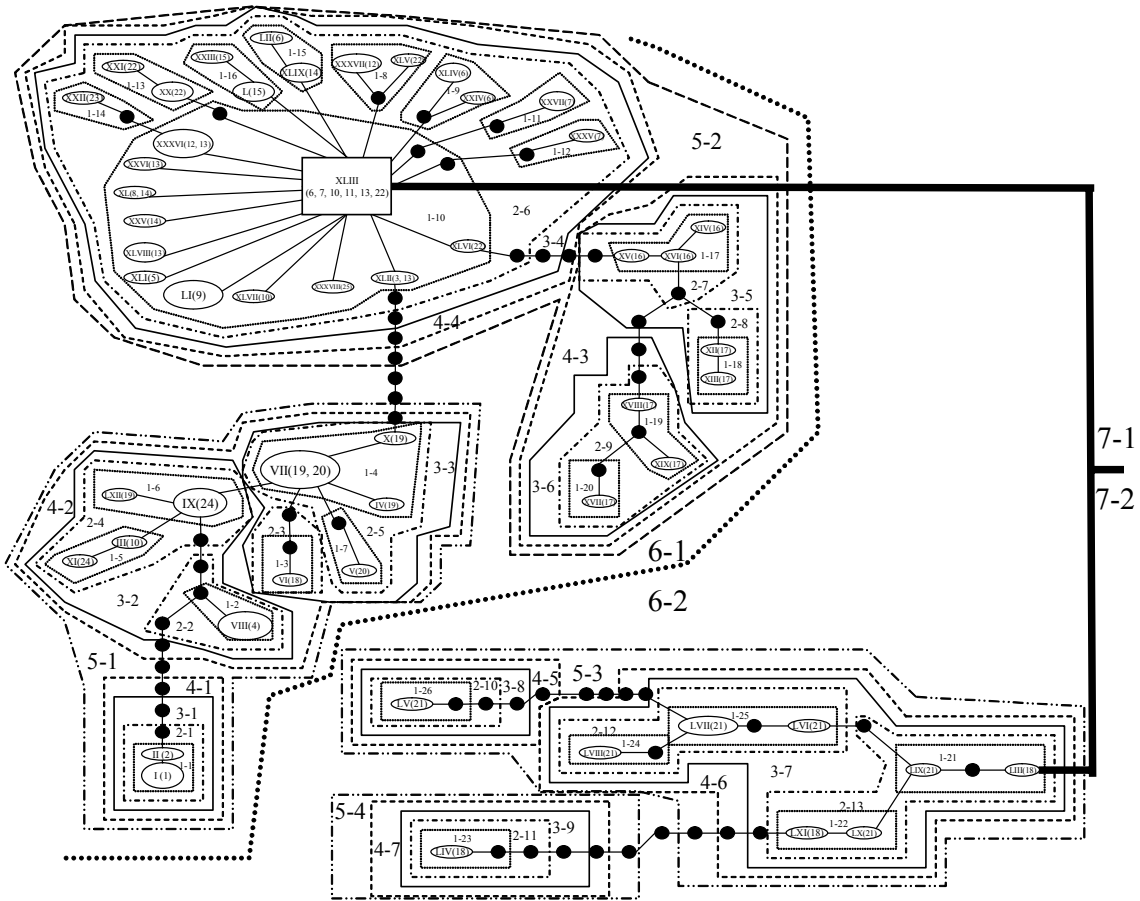 LII(6)
XXIII(15)
1-15
XXXVII(12)
XLV(22)
XXI(22)
1-16
XLIX(14)
1-8
XLIV(6)
1-13
XX(22)
L(15)
1-9
XXII(23)
XXIV(6)
XXVII(7)
1-14
1-11
XXXV(7)
XXXVI(12, 13)
1-12
5-2
XXVI(13)
XLIII
(6, 7, 10, 11, 13, 22)
XL(8, 14)
2-6
XXV(14)
1-10
XIV(16)
XLVIII(13)
XLVI(22)
3-4
XV(16)
XVI(16)
1-17
XLI(5)
XLII(3, 13)
LI(9)
XLVII(10)
XXXVIII(25)
2-7
3-5
4-4
2-8
4-3
XII(17)
1-18
XIII(17)
XVIII(17)
1-19
X(19)
7-1
VII(19, 20)
2-9
3-3
XIX(17)
1-4
1-6
7-2
4-2
LXII(19)
IX(24)
IV(19)
3-6
1-20
XVII(17)
2-4
2-3
2-5
III(10)
XI(24)
1-5
1-7
6-1
1-3
V(20)
VI(18)
3-2
6-2
1-2
2-2
VIII(4)
5-1
4-1
4-5
5-3
2-10
3-8
1-26
LV(21)
3-1
1-25
LVII(21)
LVI(21)
2-1
2-12
1-24
LVIII(21)
II(2)
1-1
I(1)
1-21
3-7
LIX(21)
LIII(18)
4-6
5-4
2-13
1-22
3-9
2-11
LXI(18)
LX(21)
1-23
4-7
LIV(18)